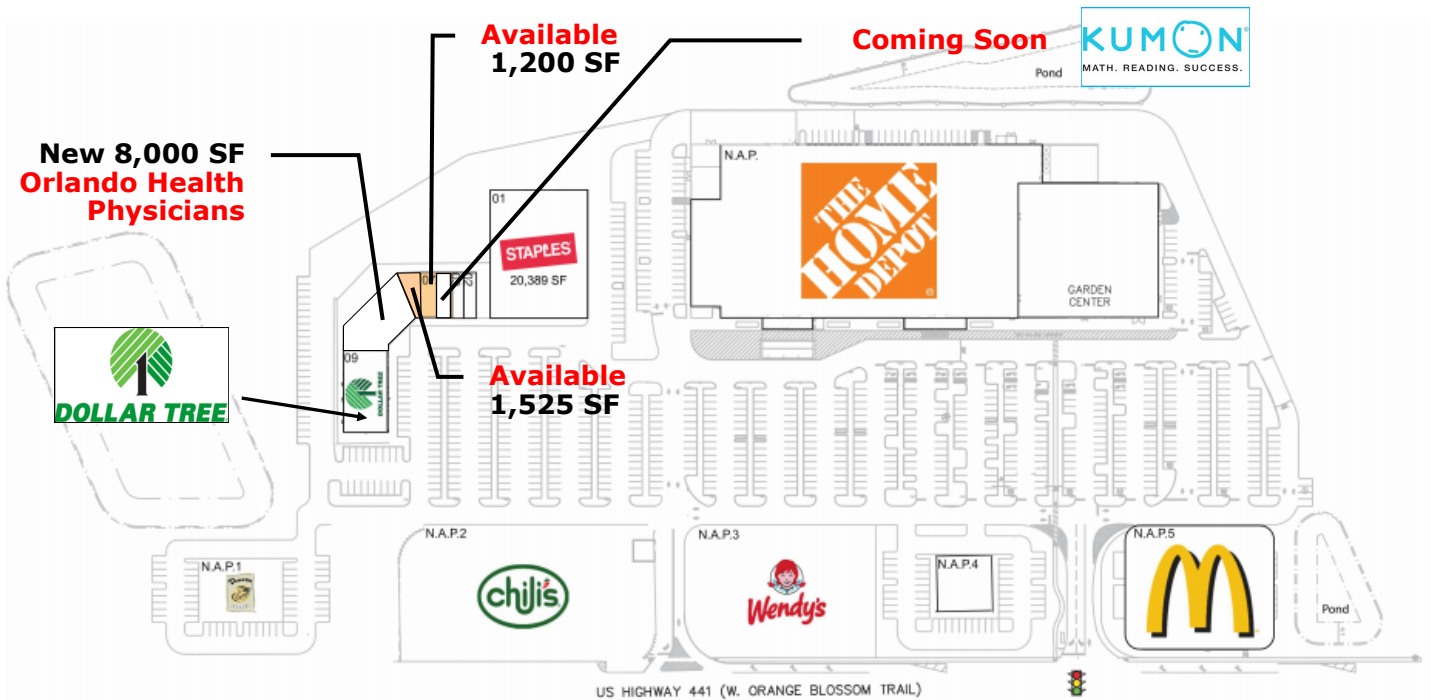 Available
1,200 SF
Coming Soon
KUMON
MATH. READING. SUCCESS.
Pond
New 8,000 SF
Orlando Health
Physicians
N.A.P.
01
STAPLES
20,389 SF
THE
HOME
DEPOT
GARDEN
CENTER
02
DOLLAR TREE
09
DOLLAR TREE
Available
1,525 SF
N.A.P.1
N.A.P.2
chili's
N.A.P.3
Wendy's
N.A.P.4
N.A.P.5
Pond
US HIGHWAY 441 (W. ORANGE BLOSSOM TRAIL)